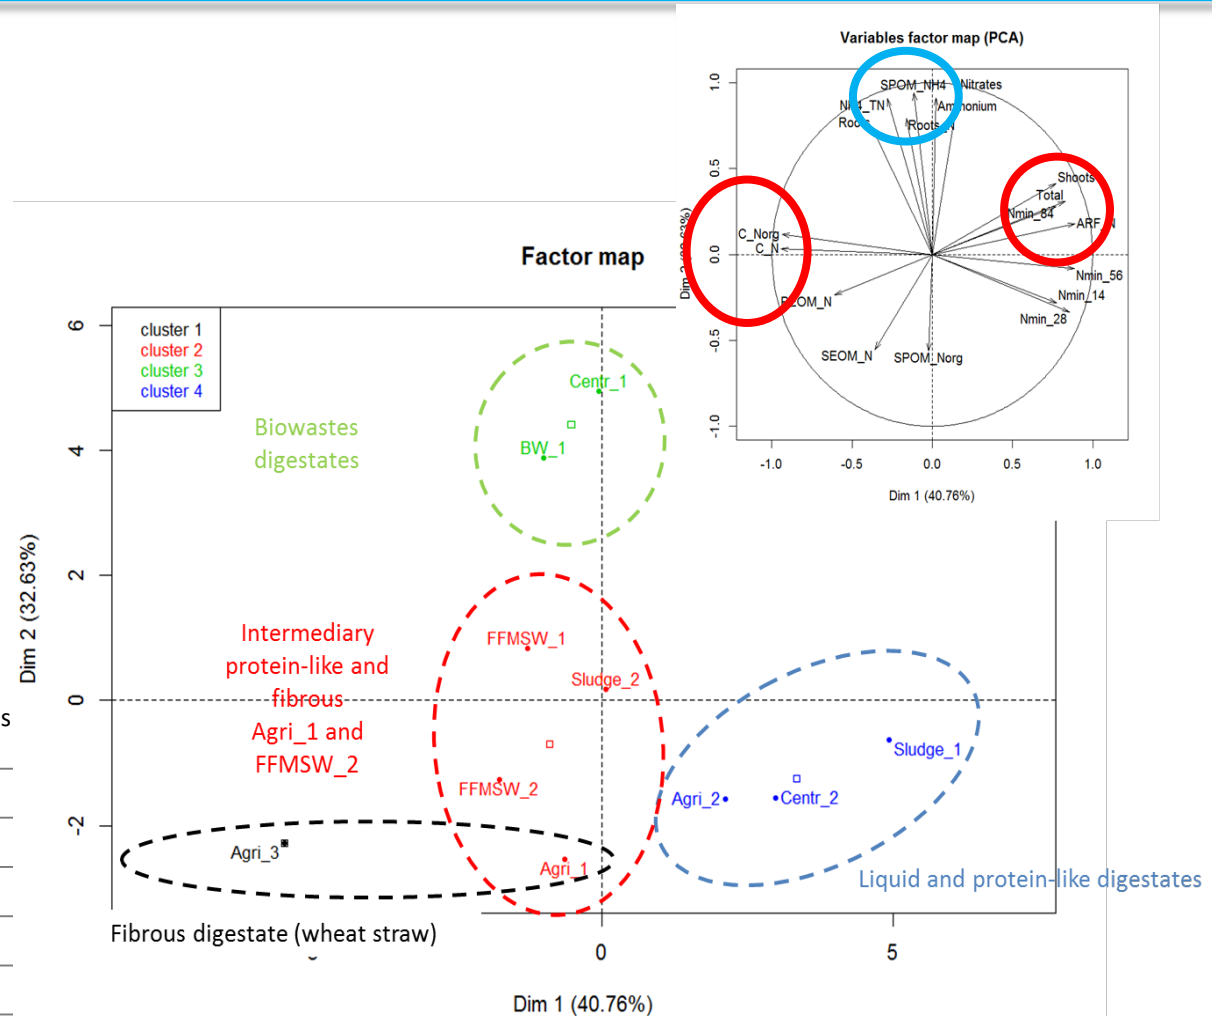 Variables factor map (PCA)
1.0
0.5
0.0
-0.5
-1.0
SPOM_NH4
Nitrates
NH4_TN
Ammonium
Roots
Roots_N
Shoots
Total
Nmin_84
ARF_N
C_Norg
C_N
Nmin_56
Nmin_14
Nmin_28
SEOM_N
SPOM_Norg
-1.0
-0.5
0.0
0.5
1.0
Dim 1 (40.76%)
Factor map
cluster 1
cluster 2
cluster 3
cluster 4
6
4
2
0
-2
Dim 2 (32.63%)
Centr_1
BW_1
Biowastes
digestates
Intermediary
protein-like and
fibrous
Agri_1 and
FFMSW_2
FFMSW_1
Sludge_2
FFMSW_2
Agri_1
Agri_3
Sludge_1
Agri_2
Centr_2
Liquid and protein-like digestates
Fibrous digestate (wheat straw)
0
5
Dim 1 (40.76%)
s